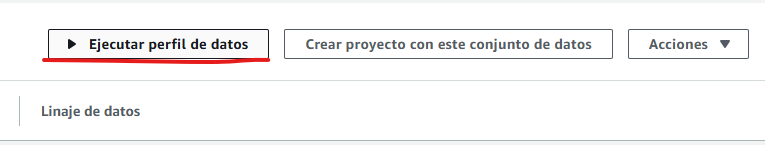 Ejecutar perfil de datos
Crear proyecto con este conjunto de datos
Acciones
Linaje de datos